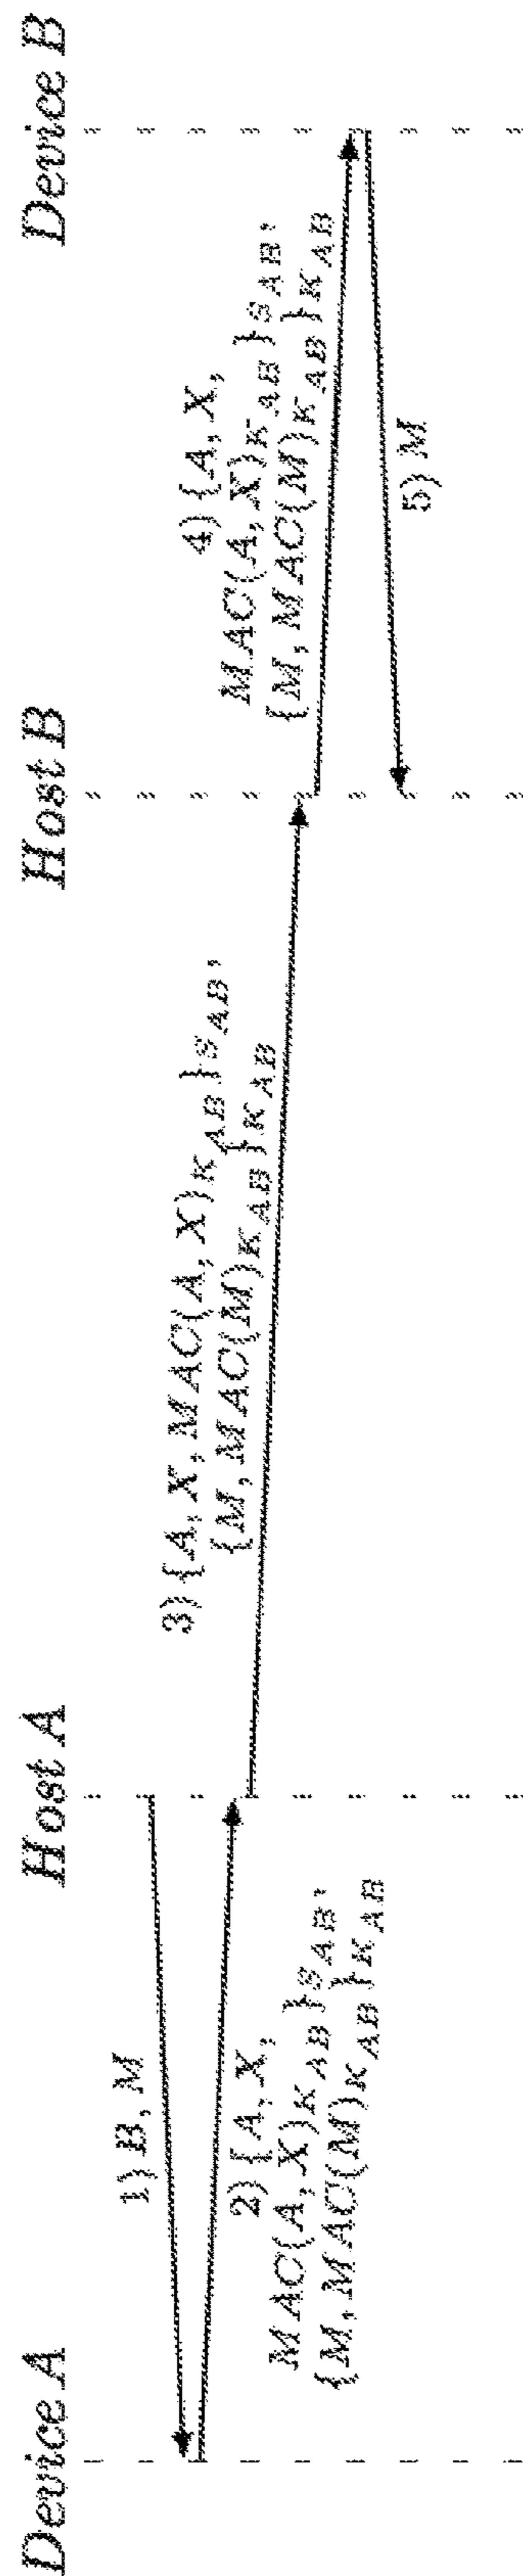 Device A
Host A
Host B
Device B
1) B, M
2) {A, X,
MAC(A, X)K_AB}S_AB,
{M, MAC(M)K_AB}K_AB
3) {A, X, MAC(A, X)K_AB}S_AB,
{M, MAC(M)K_AB}K_AB
4) {A, X,
MAC(A, X)K_AB}S_AB,
{M, MAC(M)K_AB}K_AB
5) M